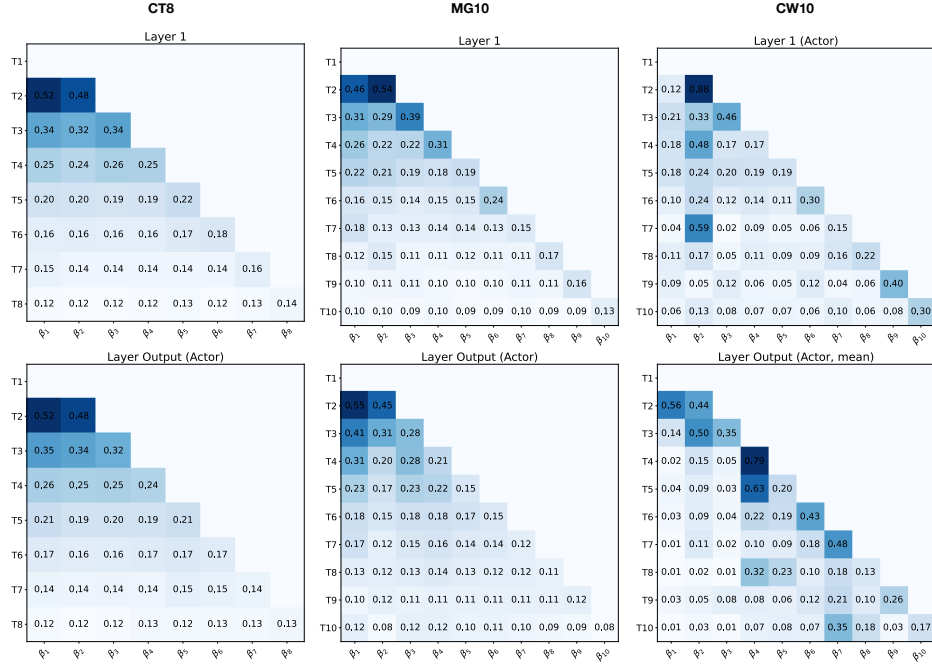 CT8 MG10 CW10
Layer 1
T1
T2 0.52 0.48
T3 0.34 0.32 0.34
T4 0.25 0.24 0.26 0.25
T5 0.20 0.20 0.19 0.19 0.22
T6 0.16 0.16 0.16 0.16 0.17 0.18
T7 0.15 0.14 0.14 0.14 0.14 0.14 0.16
T8 0.12 0.12 0.12 0.12 0.13 0.12 0.13 0.14
β1 β2 β3 β4 β5 β6 β7 β8
Layer 1
T1
T2 0.46 0.54
T3 0.31 0.29 0.39
T4 0.26 0.22 0.22 0.31
T5 0.22 0.21 0.19 0.18 0.19
T6 0.16 0.15 0.14 0.15 0.15 0.24
T7 0.18 0.13 0.13 0.14 0.14 0.13 0.15
T8 0.12 0.15 0.11 0.11 0.11 0.11 0.11 0.17
T9 0.10 0.11 0.11 0.10 0.10 0.10 0.11 0.09 0.16
T10 0.10 0.10 0.09 0.10 0.09 0.09 0.10 0.09 0.09 0.13
β1 β2 β3 β4 β5 β6 β7 β8 β9 β10
Layer 1 (Actor)
T1
T2 0.12 0.88
T3 0.21 0.33 0.46
T4 0.18 0.48 0.17 0.17
T5 0.18 0.24 0.20 0.19 0.19
T6 0.10 0.24 0.12 0.14 0.11 0.30
T7 0.04 0.59 0.02 0.09 0.05 0.06 0.15
T8 0.11 0.17 0.05 0.11 0.09 0.09 0.16 0.22
T9 0.09 0.05 0.12 0.06 0.05 0.12 0.04 0.06 0.40
T10 0.06 0.13 0.08 0.07 0.07 0.06 0.10 0.06 0.08 0.30
β1 β2 β3 β4 β5 β6 β7 β8 β9 β10
Layer Output (Actor)
T1
T2 0.52 0.48
T3 0.35 0.34 0.32
T4 0.26 0.25 0.25 0.24
T5 0.21 0.19 0.20 0.19 0.21
T6 0.17 0.16 0.16 0.17 0.17 0.17
T7 0.14 0.14 0.14 0.14 0.15 0.15 0.14
T8 0.12 0.12 0.12 0.13 0.12 0.13 0.12 0.13
β1 β2 β3 β4 β5 β6 β7 β8
Layer Output (Actor)
T1
T2 0.55 0.45
T3 0.41 0.31 0.28
T4 0.31 0.20 0.28 0.21
T5 0.23 0.17 0.23 0.22 0.15
T6 0.18 0.15 0.18 0.18 0.17 0.15
T7 0.17 0.12 0.16 0.15 0.14 0.14 0.12
T8 0.13 0.12 0.13 0.14 0.13 0.12 0.12 0.11
T9 0.10 0.12 0.11 0.11 0.11 0.11 0.11 0.11 0.12
T10 0.12 0.08 0.12 0.12 0.11 0.10 0.10 0.09 0.09 0.08
β1 β2 β3 β4 β5 β6 β7 β8 β9 β10
Layer Output (Actor, mean)
T1
T2 0.56 0.44
T3 0.14 0.50 0.35
T4 0.02 0.15 0.05 0.79
T5 0.04 0.09 0.03 0.63 0.20
T6 0.03 0.09 0.04 0.22 0.19 0.43
T7 0.01 0.11 0.02 0.10 0.09 0.18 0.48
T8 0.01 0.02 0.01 0.32 0.23 0.10 0.18 0.13
T9 0.03 0.05 0.08 0.08 0.06 0.12 0.21 0.10 0.26
T10 0.01 0.03 0.01 0.07 0.08 0.07 0.35 0.18 0.03 0.17
β1 β2 β3 β4 β5 β6 β7 β8 β9 β10